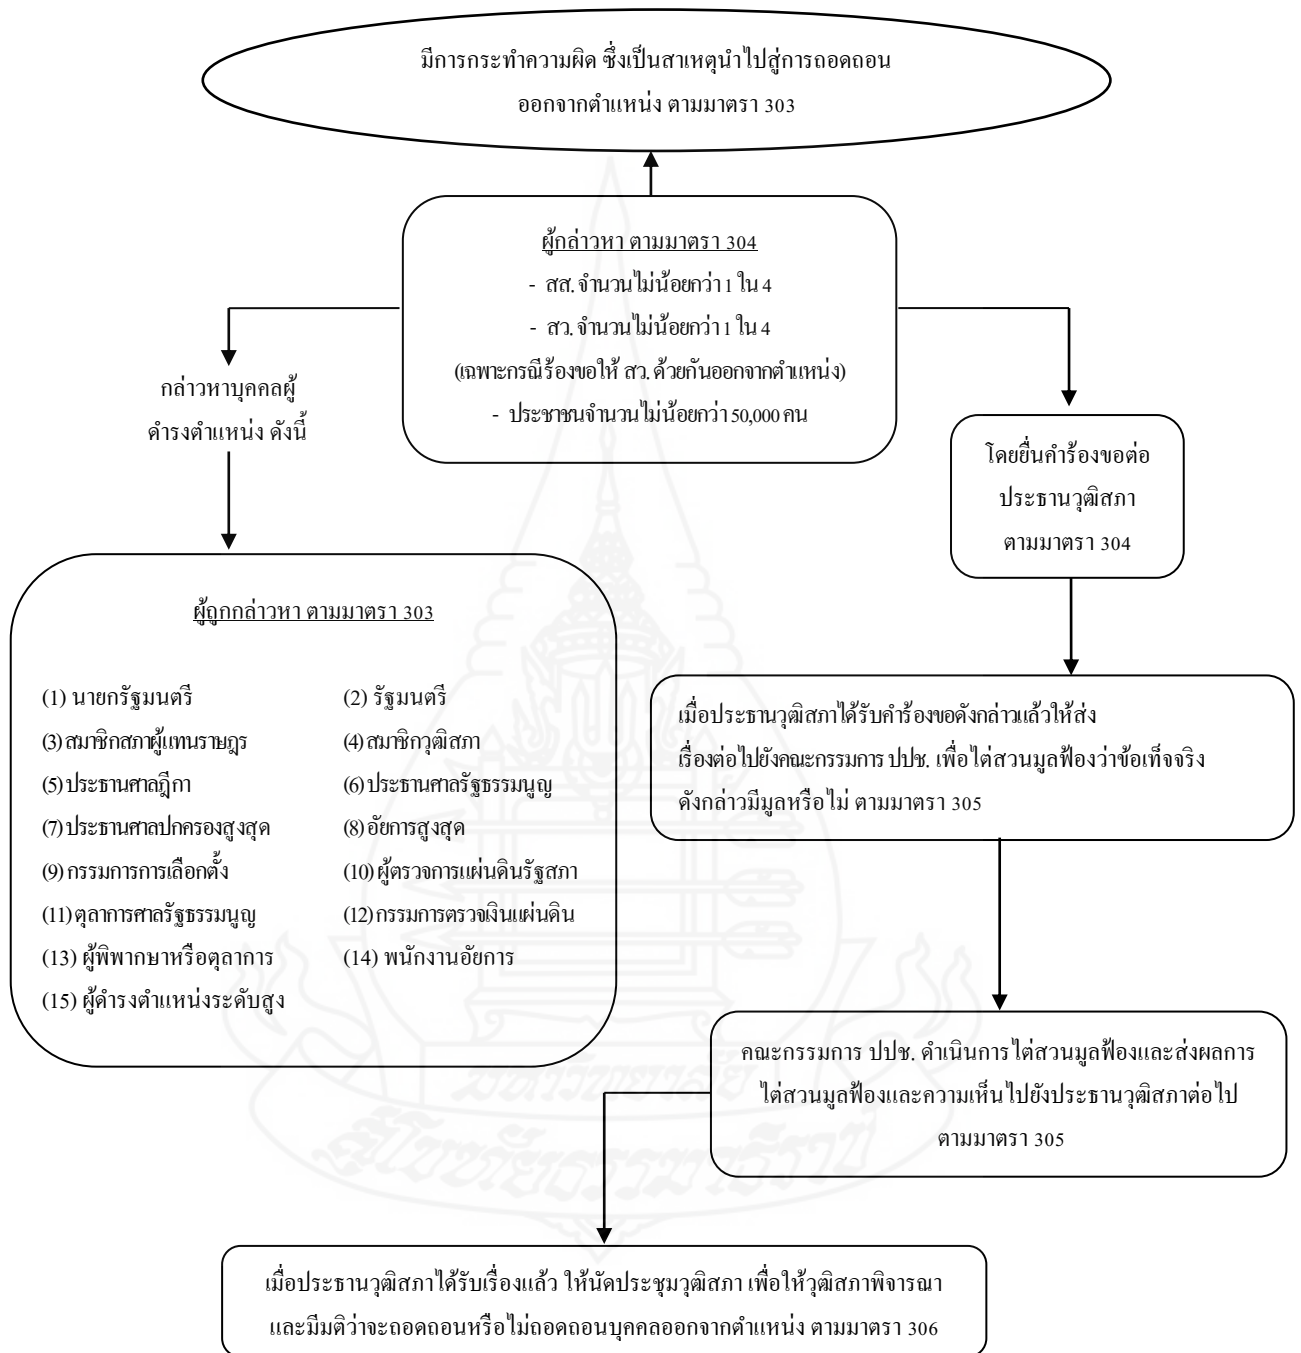 มีการกระทำความผิด ซึ่งเป็นสาเหตุนำไปสู่การถอดถอน
ออกจากตำแหน่ง ตามมาตรา 303
ผู้กล่าวหา ตามมาตรา 304
- สส. จำนวนไม่น้อยกว่า 1 ใน 4
- สว. จำนวนไม่น้อยกว่า 1 ใน 4
(เฉพาะกรณีร้องขอให้ สว. ด้วยกันออกจากตำแหน่ง)
- ประชาชนจำนวนไม่น้อยกว่า 50,000 คน
กล่าวหาบุคคลผู้
ดำรงตำแหน่ง ดังนี้
โดยยื่นคำร้องขอต่อ
ประธานวุฒิสภา
ตามมาตรา 304
ผู้ถูกกล่าวหา ตามมาตรา 303
(1) นายกรัฐมนตรี (2) รัฐมนตรี
(3) สมาชิกสภาผู้แทนราษฎร (4) สมาชิกวุฒิสภา
(5) ประธานศาลฎีกา (6) ประธานศาลรัฐธรรมนูญ
(7) ประธานศาลปกครองสูงสุด (8) อัยการสูงสุด
(9) กรรมการการเลือกตั้ง (10) ผู้ตรวจการแผ่นดินรัฐสภา
(11) ตุลาการศาลรัฐธรรมนูญ (12) กรรมการตรวจเงินแผ่นดิน
(13) ผู้พิพากษาหรือตุลาการ (14) พนักงานอัยการ
(15) ผู้ดำรงตำแหน่งระดับสูง
เมื่อประธานวุฒิสภาได้รับคำร้องขอดังกล่าวแล้วให้ส่ง
เรื่องต่อไปยังคณะกรรมการ ปปช. เพื่อไต่สวนมูลฟ้องว่าข้อเท็จจริง
ดังกล่าวมีมูลหรือไม่ ตามมาตรา 305
คณะกรรมการ ปปช. ดำเนินการไต่สวนมูลฟ้องและส่งผลการ
ไต่สวนมูลฟ้องและความเห็นไปยังประธานวุฒิสภาต่อไป
ตามมาตรา 305
มหาวิทยาลัย
สุโขทัยธรรมาธิราช
เมื่อประธานวุฒิสภาได้รับเรื่องแล้ว ให้นัดประชุมวุฒิสภา เพื่อให้วุฒิสภาพิจารณา
และมีมติว่าจะถอดถอนหรือไม่ถอดถอนบุคคลออกจากตำแหน่ง ตามมาตรา 306